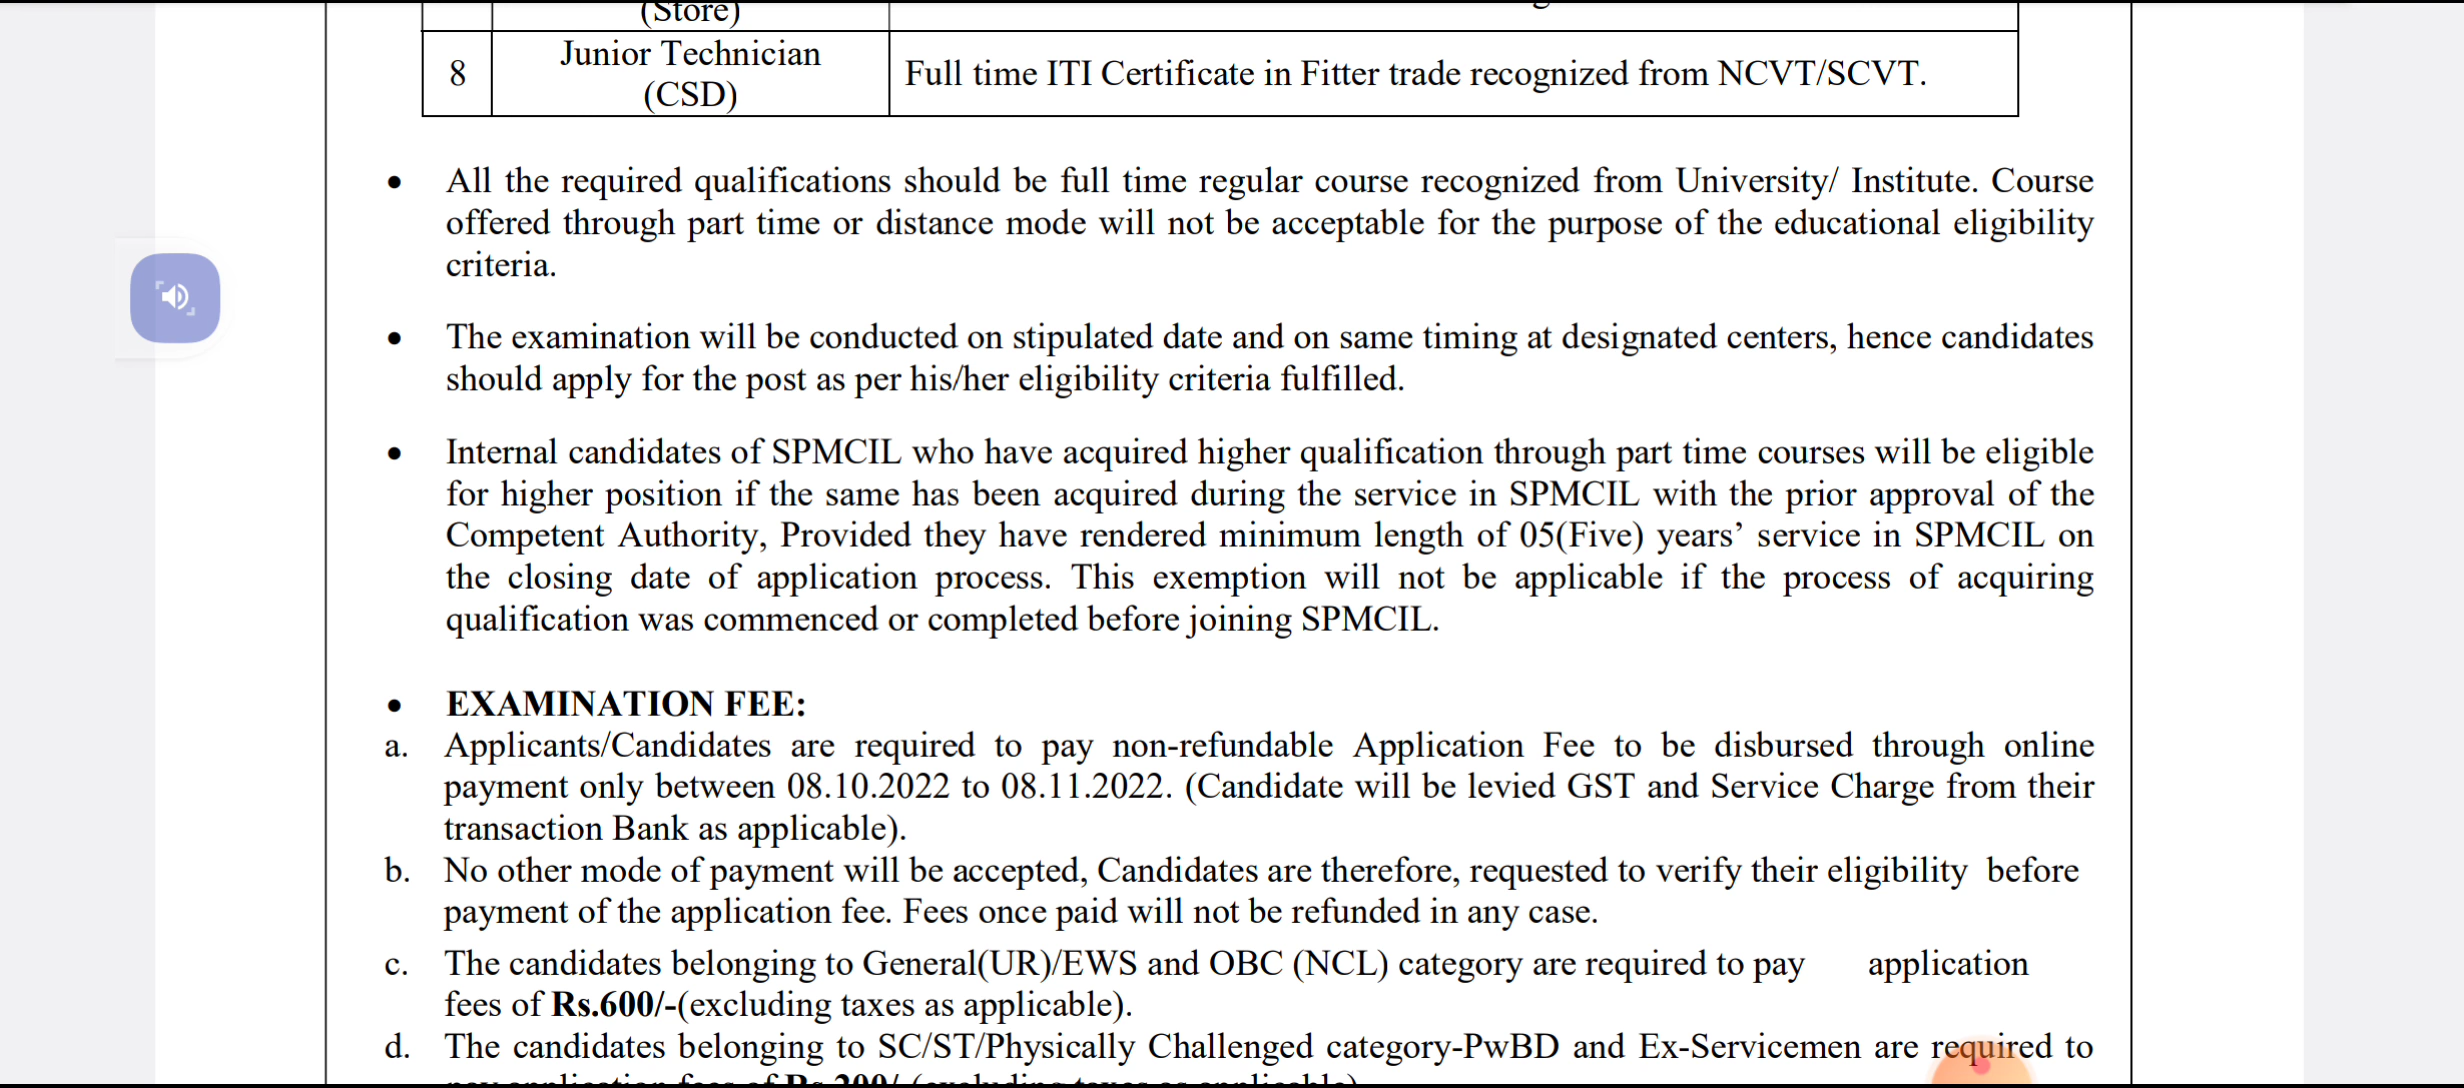 (Store)
8 Junior Technician (CSD) Full time ITI Certificate in Fitter trade recognized from NCVT/SCVT.
• All the required qualifications should be full time regular course recognized from University/ Institute. Course
offered through part time or distance mode will not be acceptable for the purpose of the educational eligibility
criteria.
• The examination will be conducted on stipulated date and on same timing at designated centers, hence candidates
should apply for the post as per his/her eligibility criteria fulfilled.
• Internal candidates of SPMCIL who have acquired higher qualification through part time courses will be eligible
for higher position if the same has been acquired during the service in SPMCIL with the prior approval of the
Competent Authority, Provided they have rendered minimum length of 05(Five) years’ service in SPMCIL on
the closing date of application process. This exemption will not be applicable if the process of acquiring
qualification was commenced or completed before joining SPMCIL.
• EXAMINATION FEE:
a. Applicants/Candidates are required to pay non-refundable Application Fee to be disbursed through online
payment only between 08.10.2022 to 08.11.2022. (Candidate will be levied GST and Service Charge from their
transaction Bank as applicable).
b. No other mode of payment will be accepted, Candidates are therefore, requested to verify their eligibility before
payment of the application fee. Fees once paid will not be refunded in any case.
c. The candidates belonging to General(UR)/EWS and OBC (NCL) category are required to pay application
fees of Rs.600/-(excluding taxes as applicable).
d. The candidates belonging to SC/ST/Physically Challenged category-PwBD and Ex-Servicemen are required to
pay application fees of Rs.200/ (excluding taxes as applicable)